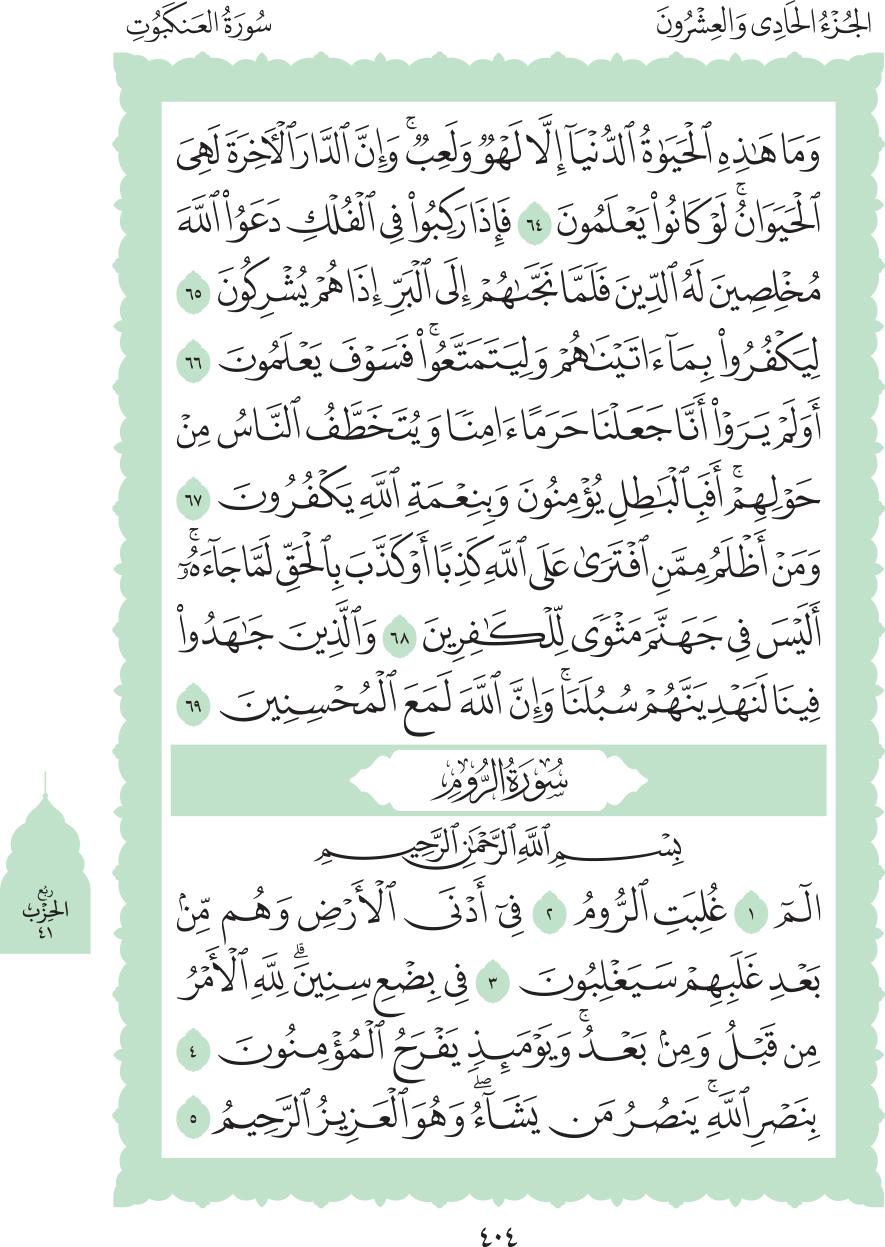 الجُزْءُ الحَادِى وَالعِشْرُونَ
سُورَةُ العَنكَبُوتِ
وَمَا هَٰذِهِ ٱلْحَيَوٰةُ ٱلدُّنْيَآ إِلَّا لَهْوٌ وَلَعِبٌ ۚ وَإِنَّ ٱلدَّارَ ٱلْـَٔاخِرَةَ لَهِىَ
ٱلْحَيَوَانُ ۚ لَوْ كَانُوا۟ يَعْلَمُونَ ٦٤ فَإِذَا رَكِبُوا۟ فِى ٱلْفُلْكِ دَعَوُا۟ ٱللَّهَ
مُخْلِصِينَ لَهُ ٱلدِّينَ فَلَمَّا نَجَّىٰهُمْ إِلَى ٱلْبَرِّ إِذَا هُمْ يُشْرِكُونَ ٦٥
لِيَكْفُرُوا۟ بِمَآ ءَاتَيْنَٰهُمْ وَلِيَتَمَتَّعُوا۟ ۚ فَسَوْفَ يَعْلَمُونَ ٦٦
أَوَلَمْ يَرَوْا۟ أَنَّا جَعَلْنَا حَرَمًا ءَامِنًا وَيُتَخَطَّفُ ٱلنَّاسُ مِنْ
حَوْلِهِمْ ۚ أَفَبِٱلْبَٰطِلِ يُؤْمِنُونَ وَبِنِعْمَةِ ٱللَّهِ يَكْفُرُونَ ٦٧
وَمَنْ أَظْلَمُ مِمَّنِ ٱفْتَرَىٰ عَلَى ٱللَّهِ كَذِبًا أَوْ كَذَّبَ بِٱلْحَقِّ لَمَّا جَآءَهُۥٓ ۚ
أَلَيْسَ فِى جَهَنَّمَ مَثْوًى لِّلْكَٰفِرِينَ ٦٨ وَٱلَّذِينَ جَٰهَدُوا۟
فِينَا لَنَهْدِيَنَّهُمْ سُبُلَنَا ۚ وَإِنَّ ٱللَّهَ لَمَعَ ٱلْمُحْسِنِينَ ٦٩
سُورَةُ الرُّومِ
بِسْمِ ٱللَّهِ ٱلرَّحْمَٰنِ ٱلرَّحِيمِ
الٓمٓ ١ غُلِبَتِ ٱلرُّومُ ٢ فِىٓ أَدْنَى ٱلْأَرْضِ وَهُم مِّنۢ
بَعْدِ غَلَبِهِمْ سَيَغْلِبُونَ ٣ فِى بِضْعِ سِنِينَ ۗ لِلَّهِ ٱلْأَمْرُ
مِن قَبْلُ وَمِنۢ بَعْدُ ۚ وَيَوْمَئِذٍ يَفْرَحُ ٱلْمُؤْمِنُونَ ٤
بِنَصْرِ ٱللَّهِ ۚ يَنصُرُ مَن يَشَآءُ ۖ وَهُوَ ٱلْعَزِيزُ ٱلرَّحِيمُ ٥
رُبْع
الحِزْب
٤١
٤٠٤